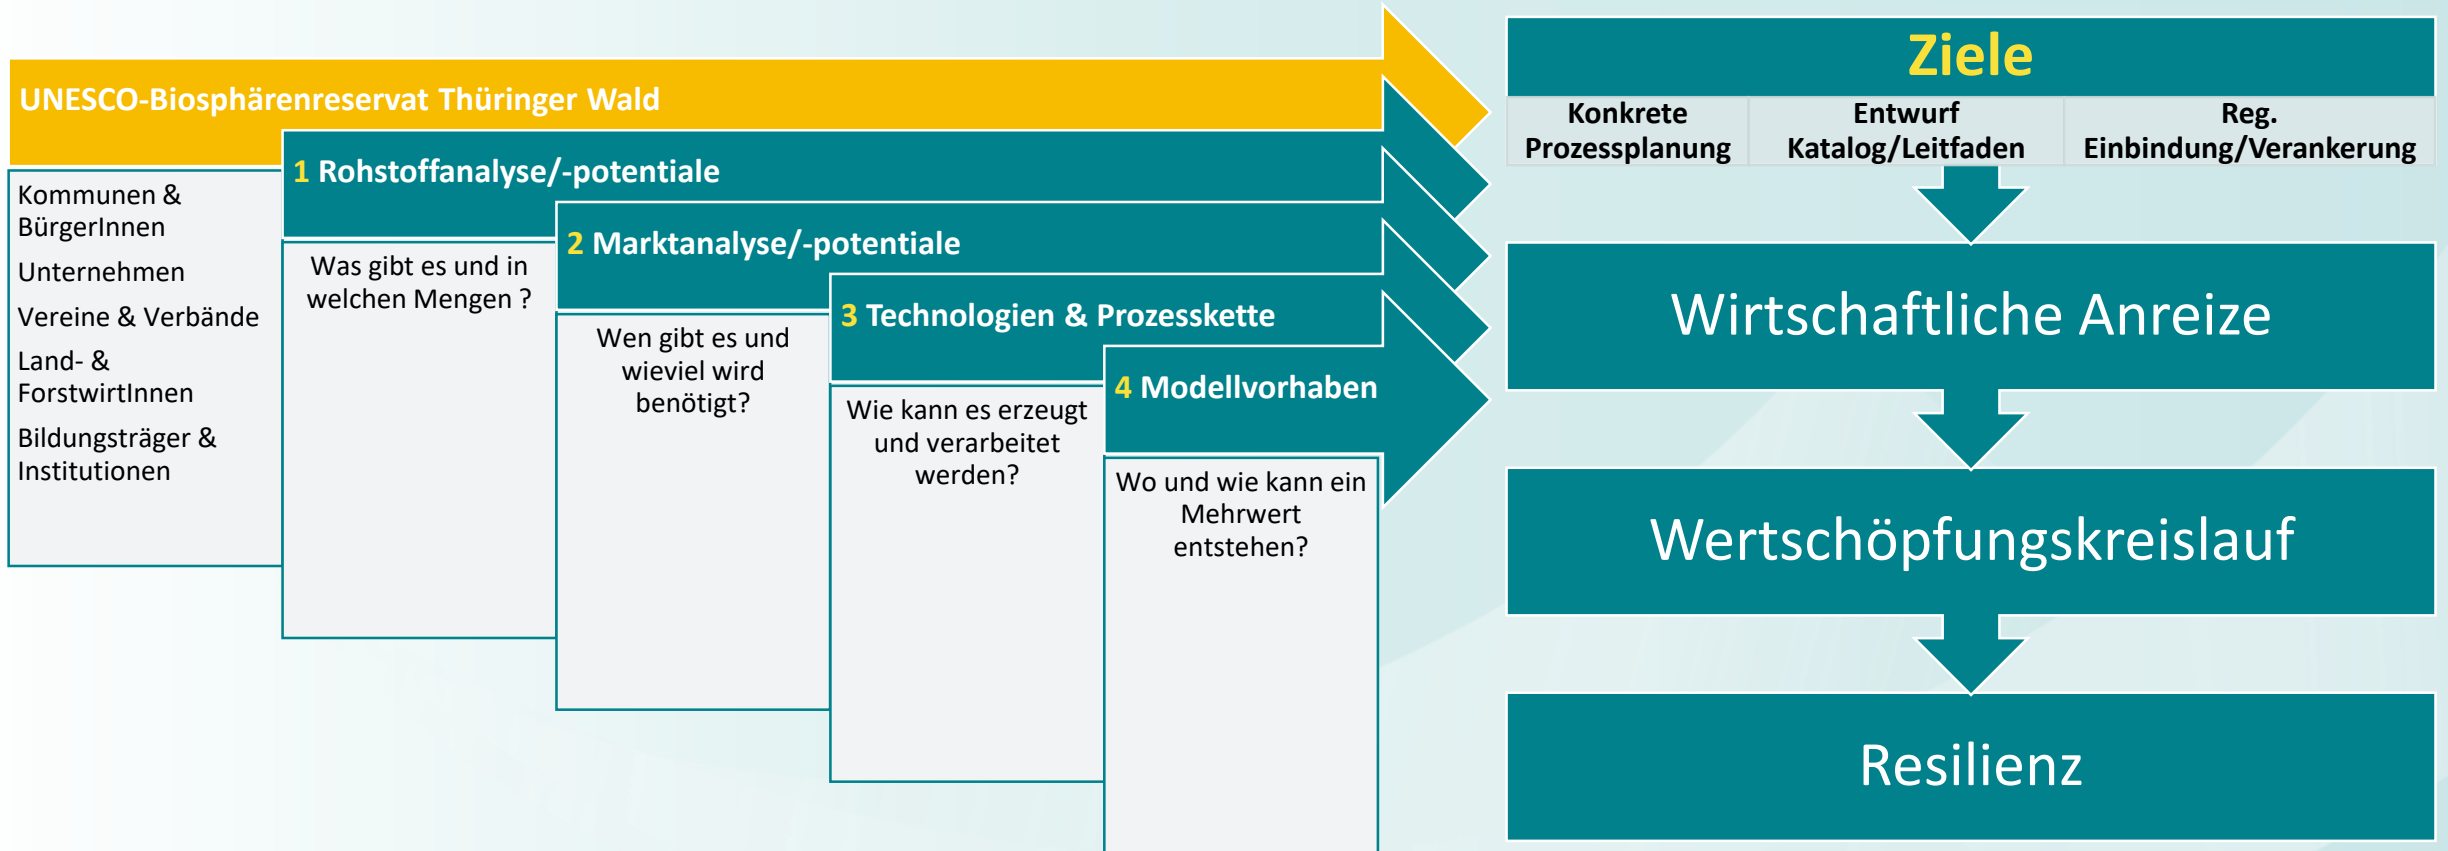 UNESCO-Biosphärenreservat Thüringer Wald
Kommunen &
BürgerInnen
Unternehmen
Vereine & Verbände
Land- &
ForstwirtInnen
Bildungsträger &
Institutionen
1 Rohstoffanalyse/-potentiale
Was gibt es und in
welchen Mengen ?
2 Marktanalyse/-potentiale
Wen gibt es und
wieviel wird
benötigt?
3 Technologien & Prozesskette
Wie kann es erzeugt
und verarbeitet
werden?
4 Modellvorhaben
Wo und wie kann ein
Mehrwert
entstehen?
Ziele
Konkrete
Prozessplanung
Entwurf
Katalog/Leitfaden
Reg.
Einbindung/Verankerung
Wirtschaftliche Anreize
Wertschöpfungskreislauf
Resilienz